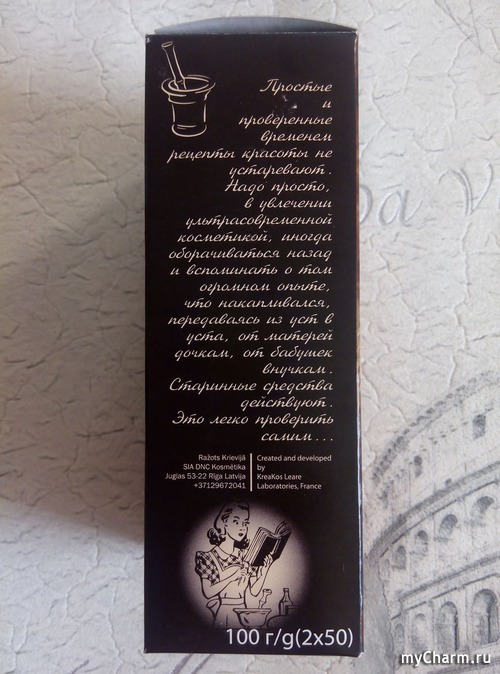 Простые
и
проверенные
временем
рецепты красоты не
устаревают.
Надо просто,
в увлечении
ультрасовременной
косметикой, иногда
оборачиваться назад
и вспоминать о том
огромном опыте,
что накапливался,
передаваясь из уст в
уста, от матерей
дочкам, от бабушек
внучкам.
Старинные средства
действуют.
Это легко проверить
самим...
Ražots Krievijā
SIA DNC Kosmētika
Juglas 53-22 Rīga Latvija
+37129672041
Created and developed
by
KreaKos Leare
Laboratories, France
100 г/g(2x50)
myCharm.ru